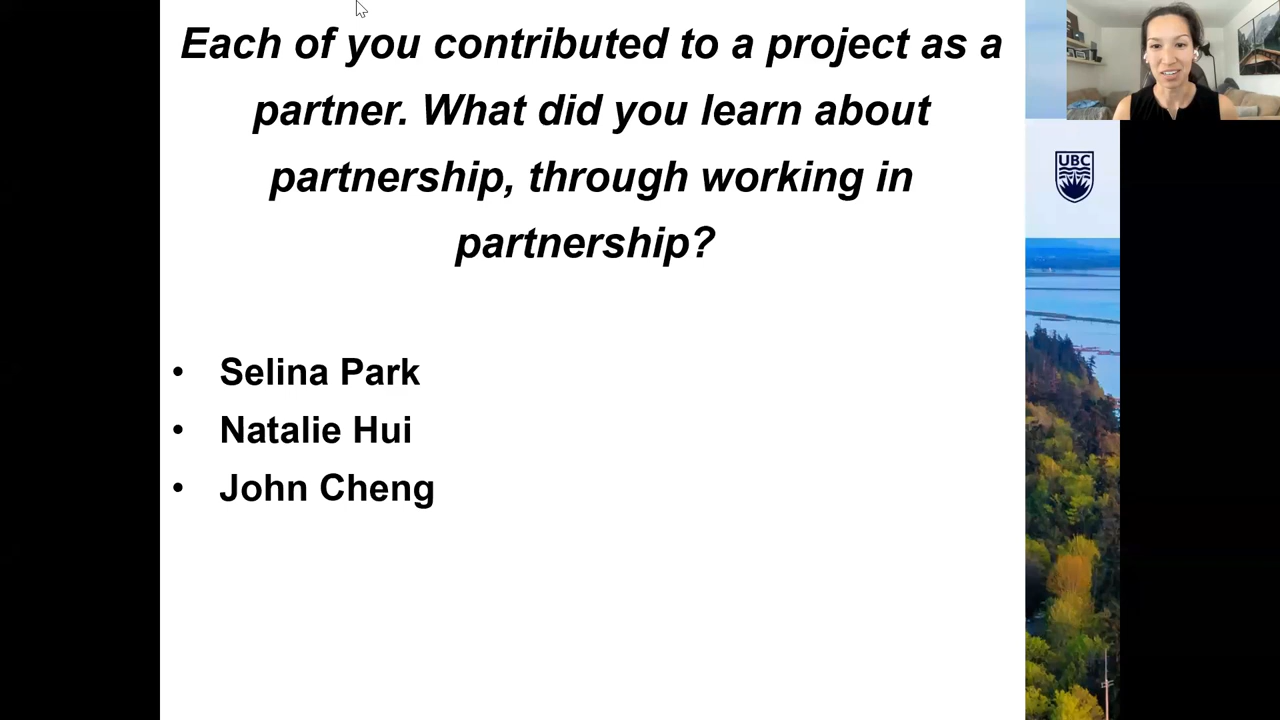 Each of you contributed to a project as a
partner. What did you learn about
partnership, through working in
partnership?
UBC
• Selina Park
• Natalie Hui
• John Cheng